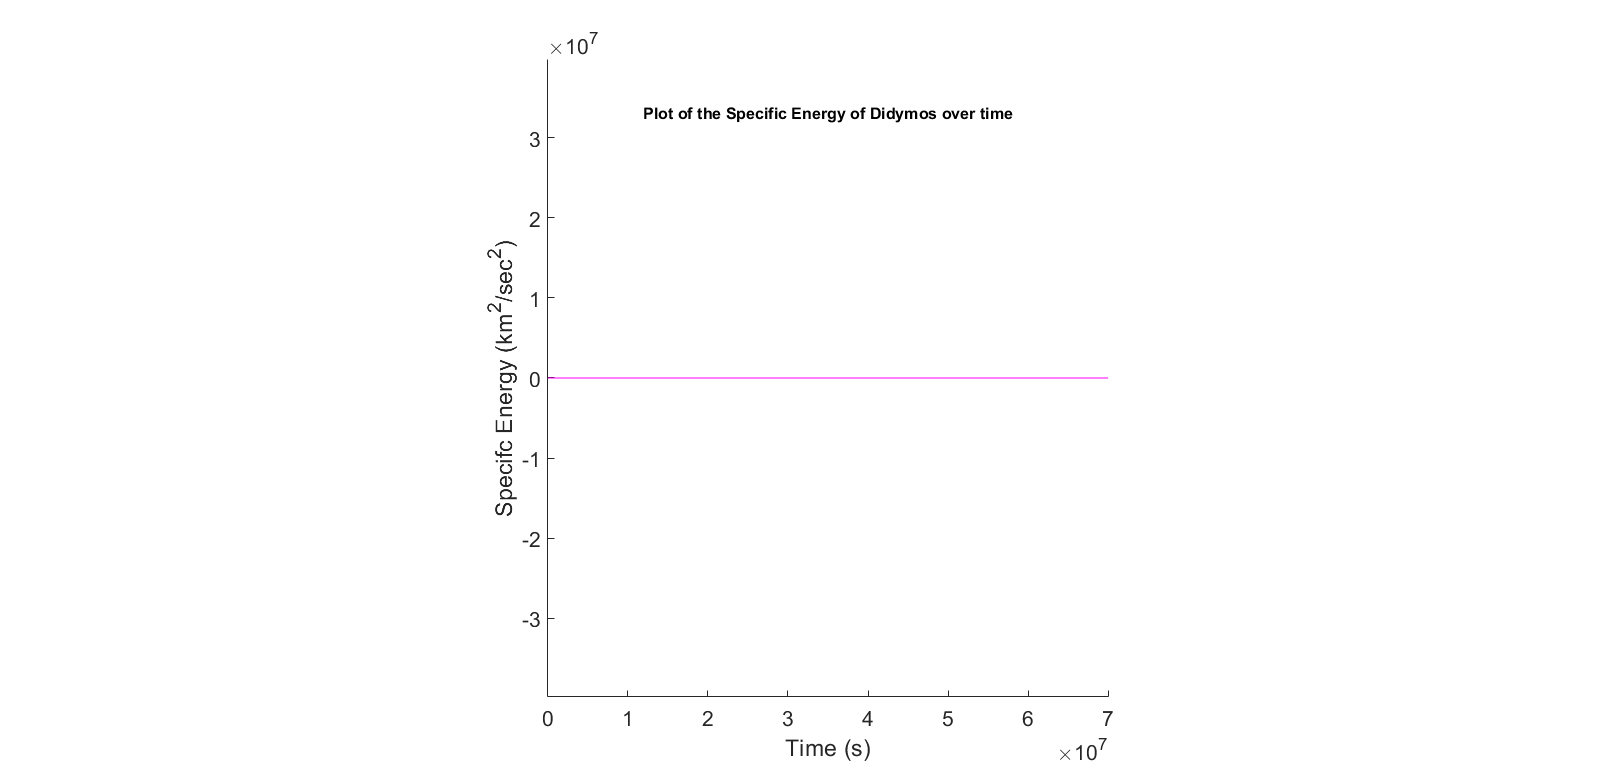 ×10^7
Plot of the Specific Energy of Didymos over time
3
2
1
0
-1
-2
-3
Specifc Energy (km^2/sec^2)
0 1 2 3 4 5 6 7
Time (s)
×10^7